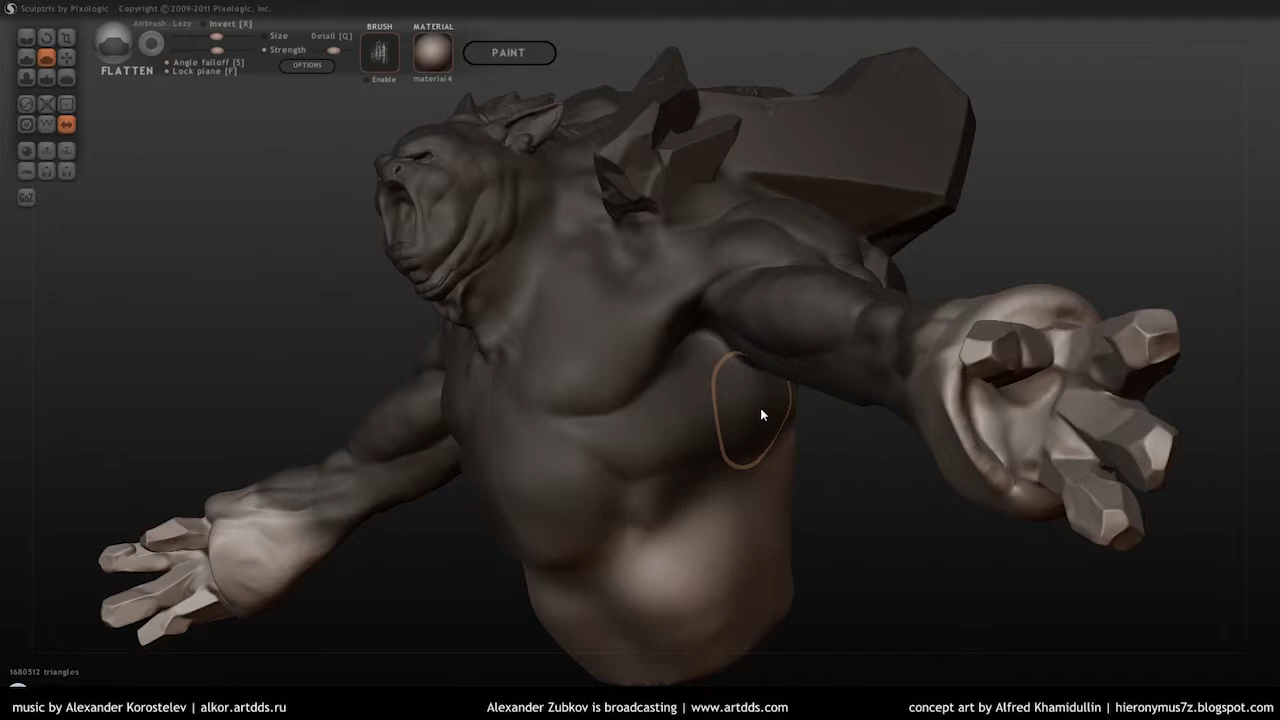 Sculptris by Pixologic   Copyright © 2009-2011 Pixologic, Inc.
Airbrush Lazy Invert [X]
Size Detail [Q]
Strength
FLATTEN
Angle falloff [S]
Lock plane [F]
OPTIONS
BRUSH
Enable
MATERIAL
material4
PAINT
GoZ
1680512 triangles
music by Alexander Korostelev | alkor.artdds.ru
Alexander Zubkov is broadcasting | www.artdds.com
concept art by Alfred Khamidullin | hieronymus7z.blogspot.com